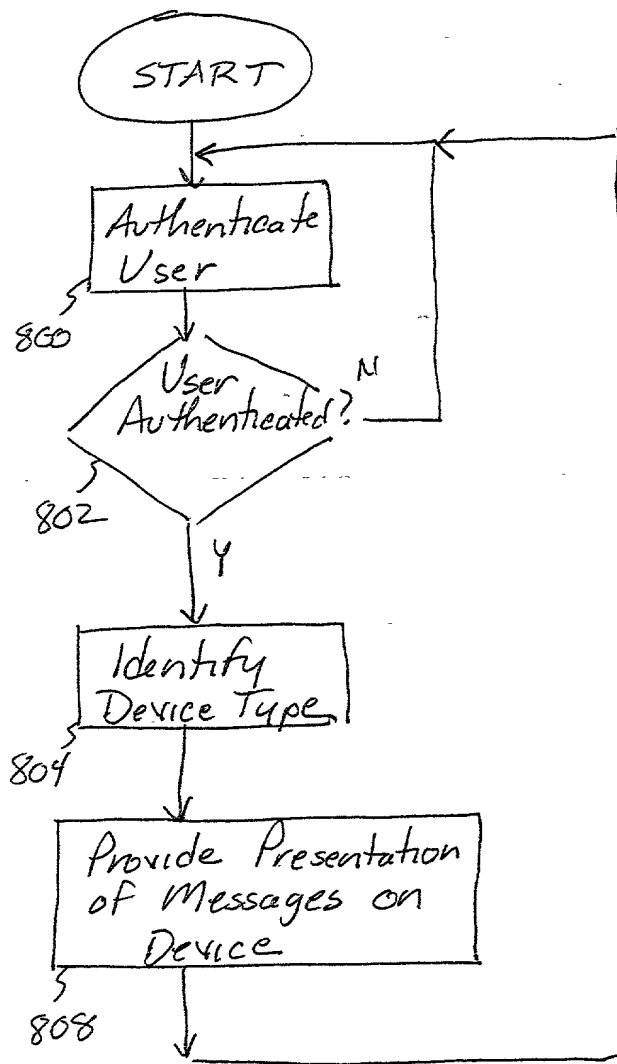 START
Authenticate
User
800
User
Authenticated?
N
802
Y
Identify
Device Type
804
Provide Presentation
of Messages on
Device
808